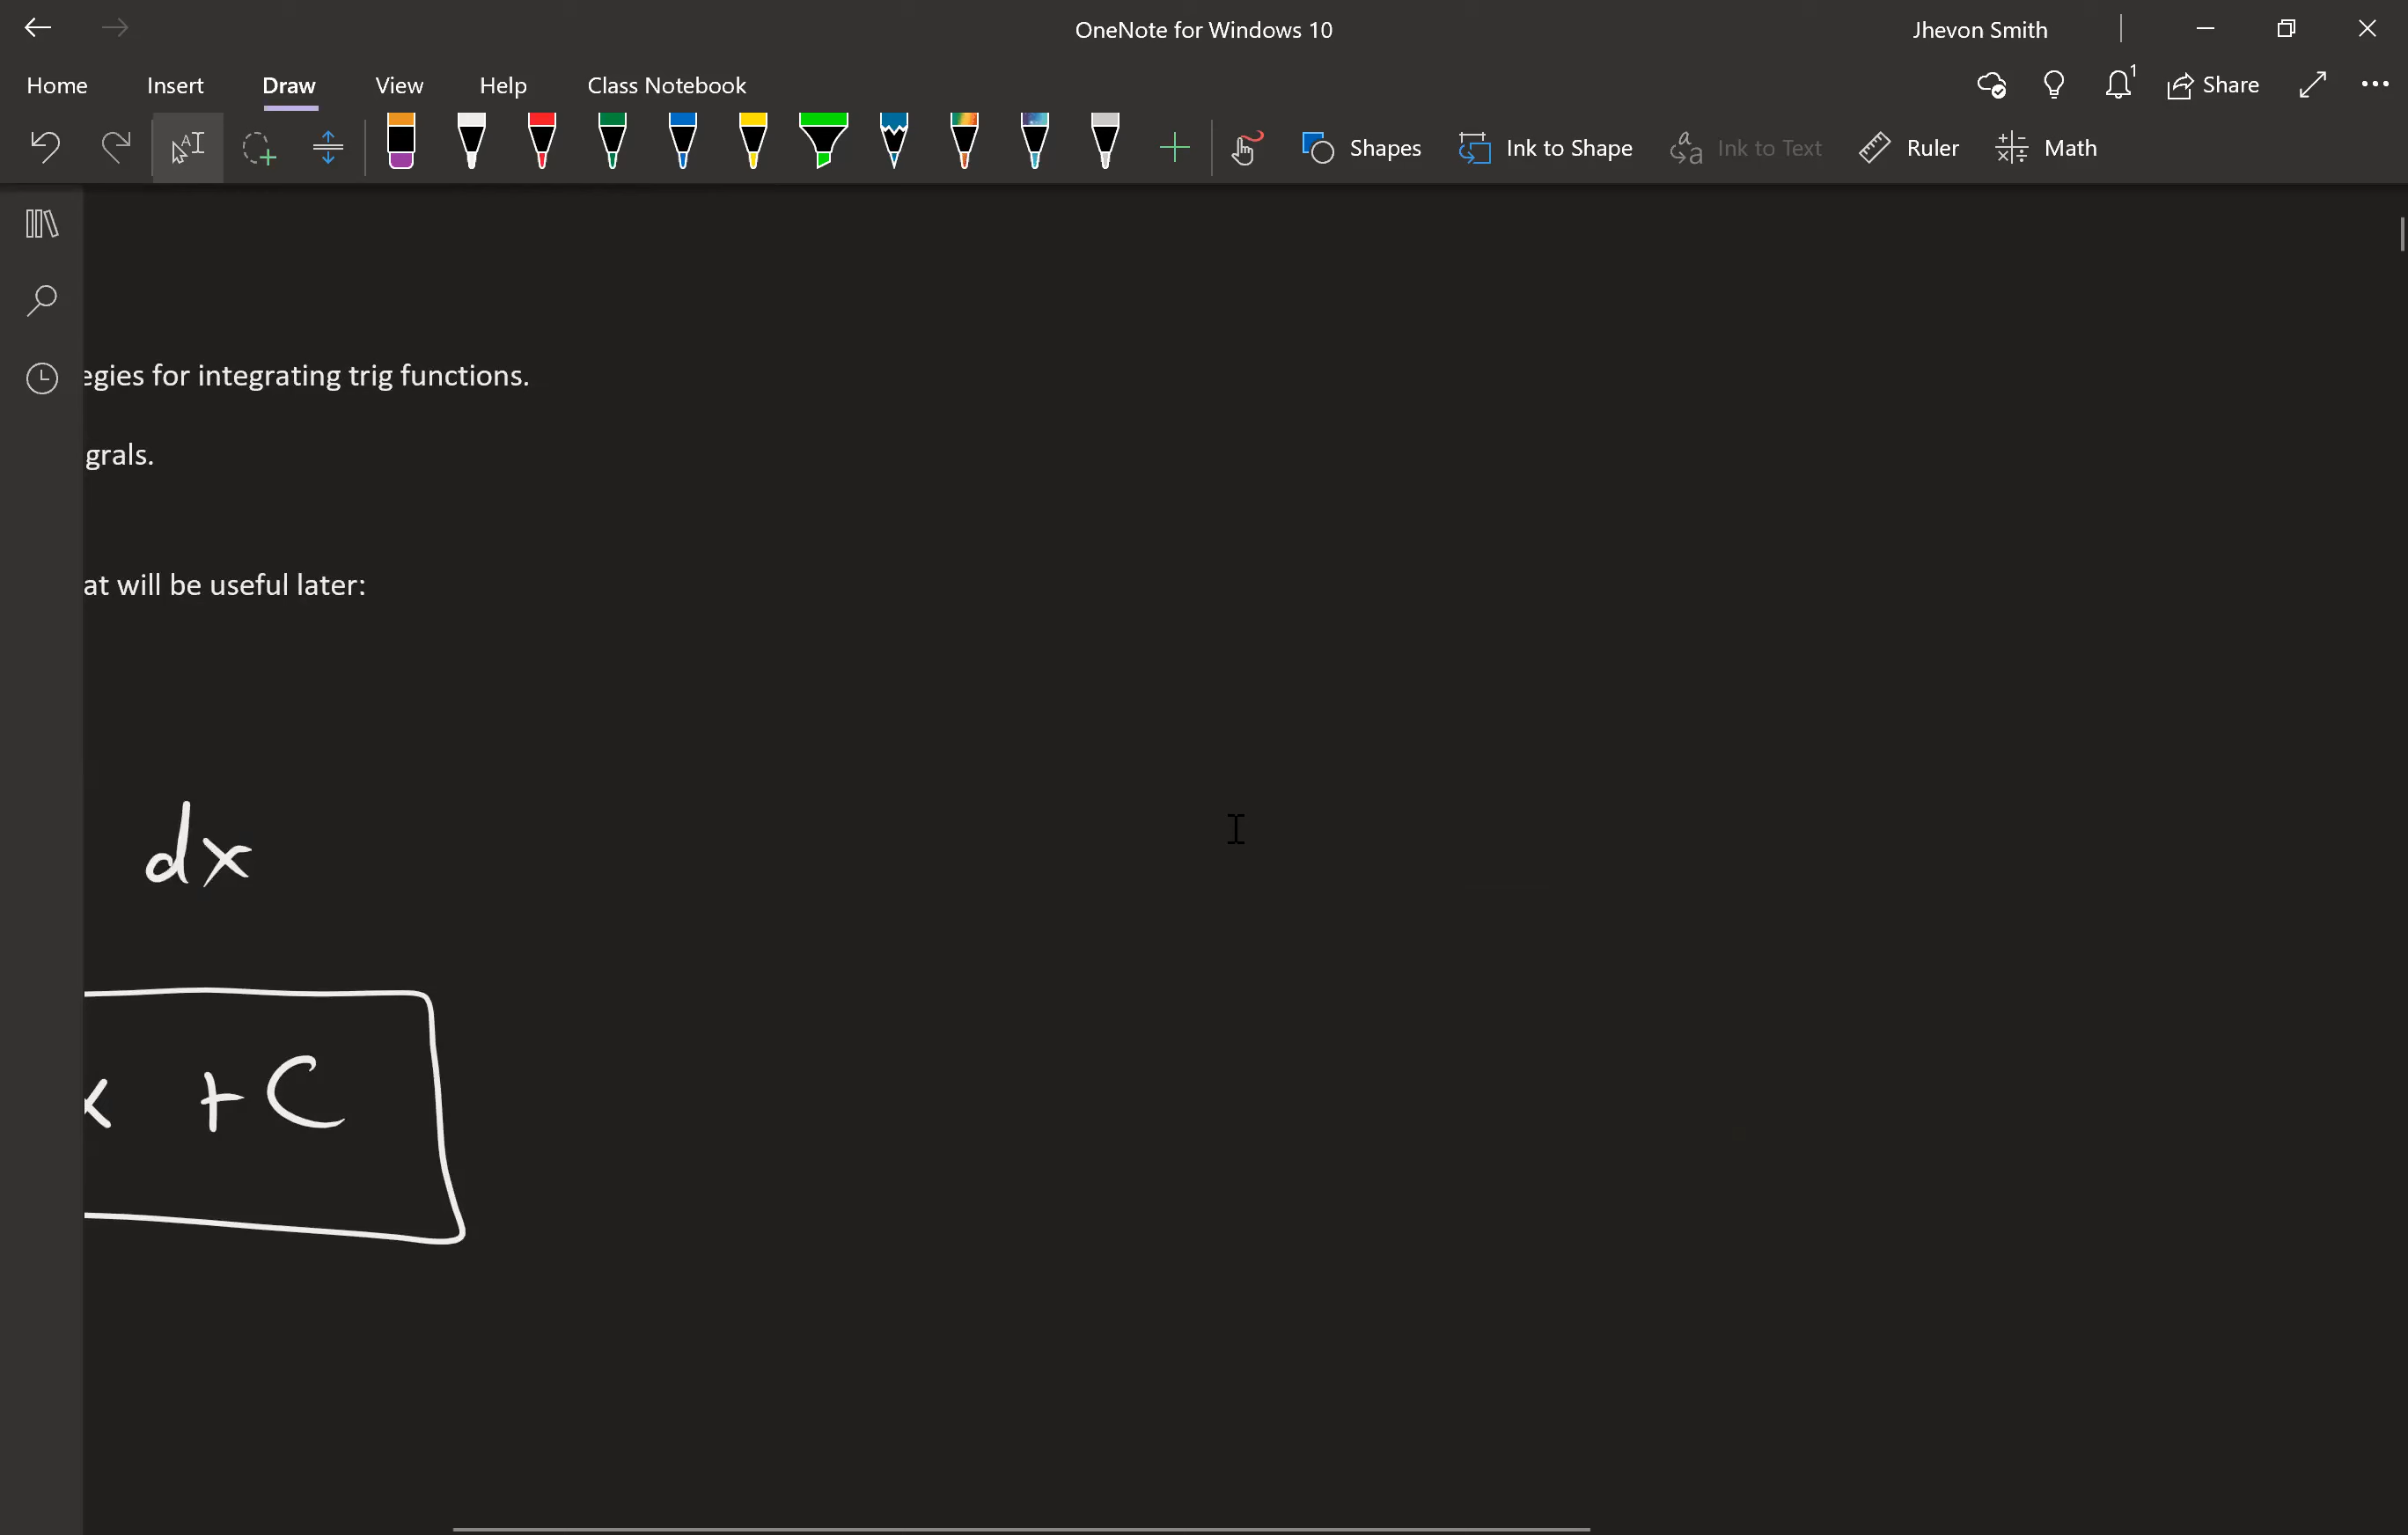 OneNote for Windows 10
Jhevon Smith
Home Insert Draw View Help Class Notebook
1
Share
Shapes Ink to Shape Ink to Text Ruler Math
egies for integrating trig functions.
grals.
at will be useful later:
dx
x +C